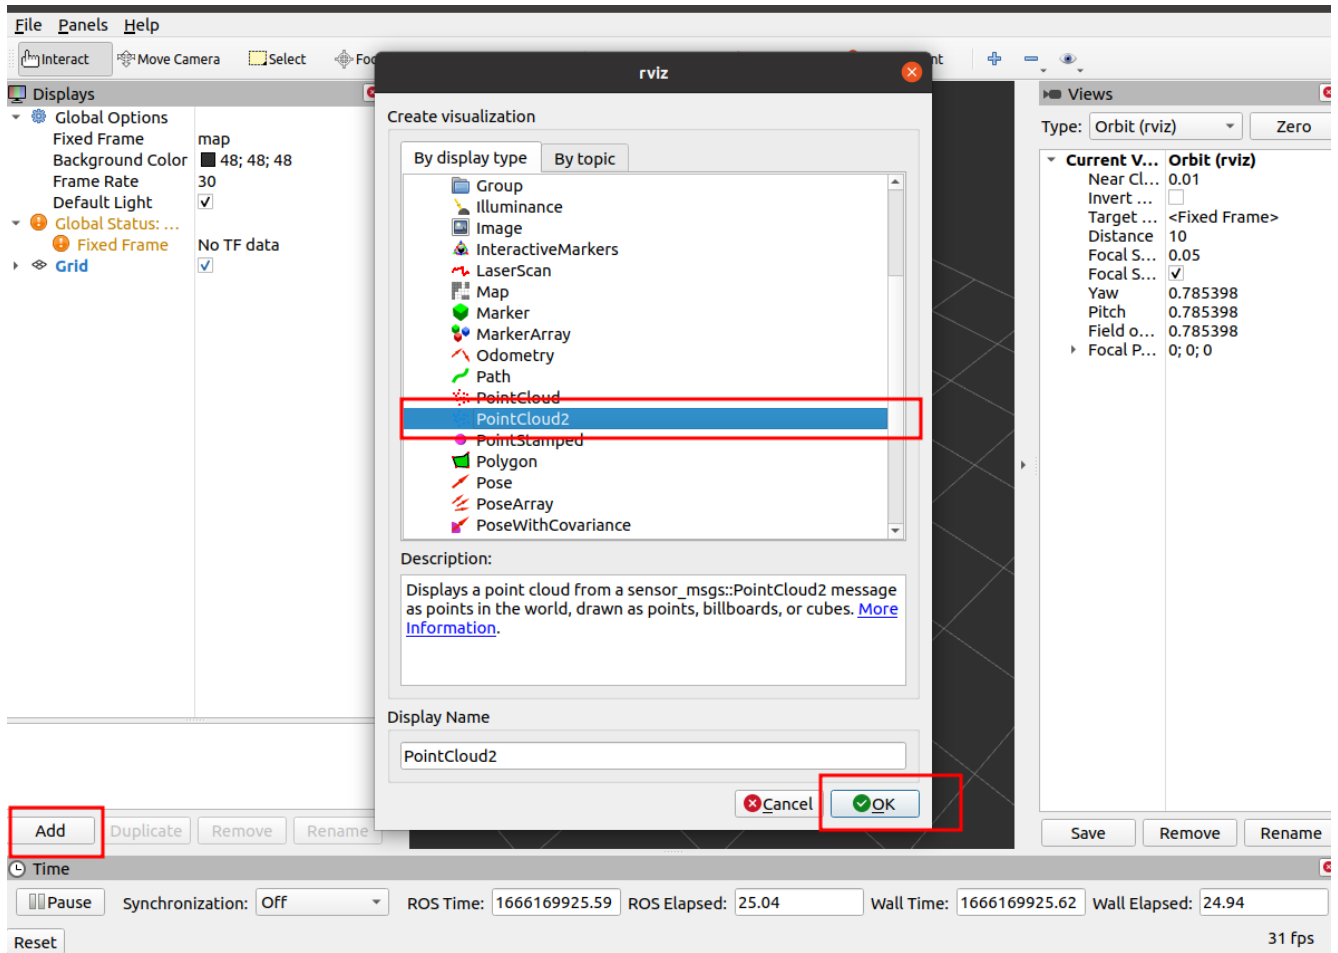 File Panels Help
Interact Move Camera Select
rviz
Displays
Global Options
Fixed Frame map
Background Color 48; 48; 48
Frame Rate 30
Default Light
Global Status: ...
Fixed Frame No TF data
Grid
Add Duplicate Remove Rename
Create visualization
By display type By topic
Group
Illuminance
Image
InteractiveMarkers
LaserScan
Map
Marker
MarkerArray
Odometry
Path
PointCloud
PointCloud2
PointStamped
Polygon
Pose
PoseArray
PoseWithCovariance
Description:
Displays a point cloud from a sensor_msgs::PointCloud2 message
as points in the world, drawn as points, billboards, or cubes. More
Information.
Display Name
PointCloud2
Cancel OK
Views
Type: Orbit (rviz) Zero
Current V... Orbit (rviz)
Near Cl... 0.01
Invert ...
Target ... <Fixed Frame>
Distance 10
Focal S... 0.05
Focal S...
Yaw 0.785398
Pitch 0.785398
Field o... 0.785398
Focal P... 0; 0; 0
Save Remove Rename
Time
Pause Synchronization: Off ROS Time: 1666169925.59 ROS Elapsed: 25.04 Wall Time: 1666169925.62 Wall Elapsed: 24.94
Reset 31 fps